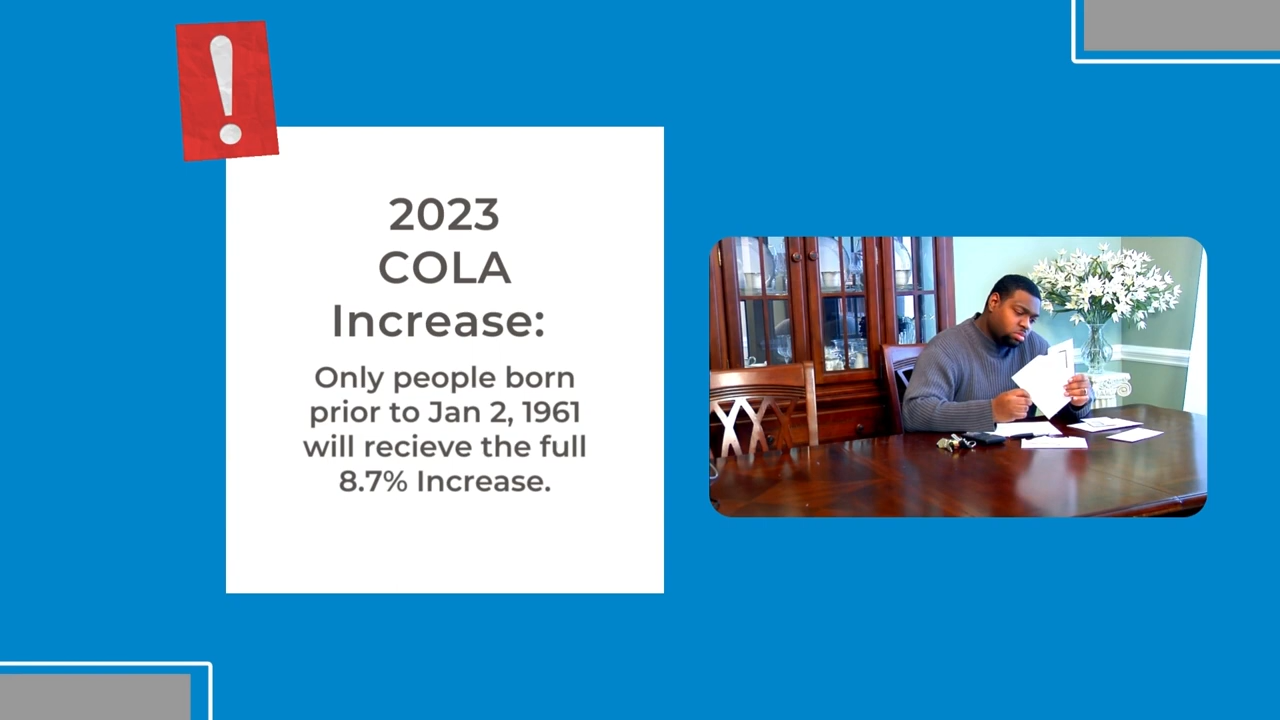 !
2023
COLA
Increase:
Only people born
prior to Jan 2, 1961
will recieve the full
8.7% Increase.